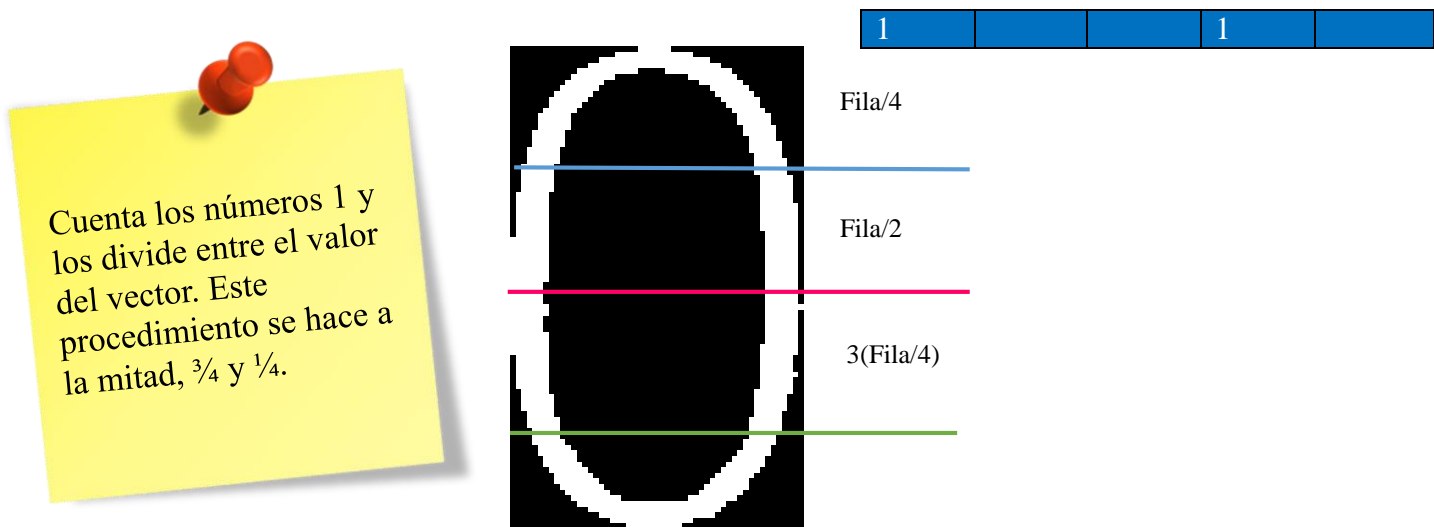 1 1
Fila/4
Cuenta los números 1 y
los divide entre el valor
del vector. Este
procedimiento se hace a
la mitad, ¾ y ¼.
Fila/2
3(Fila/4)